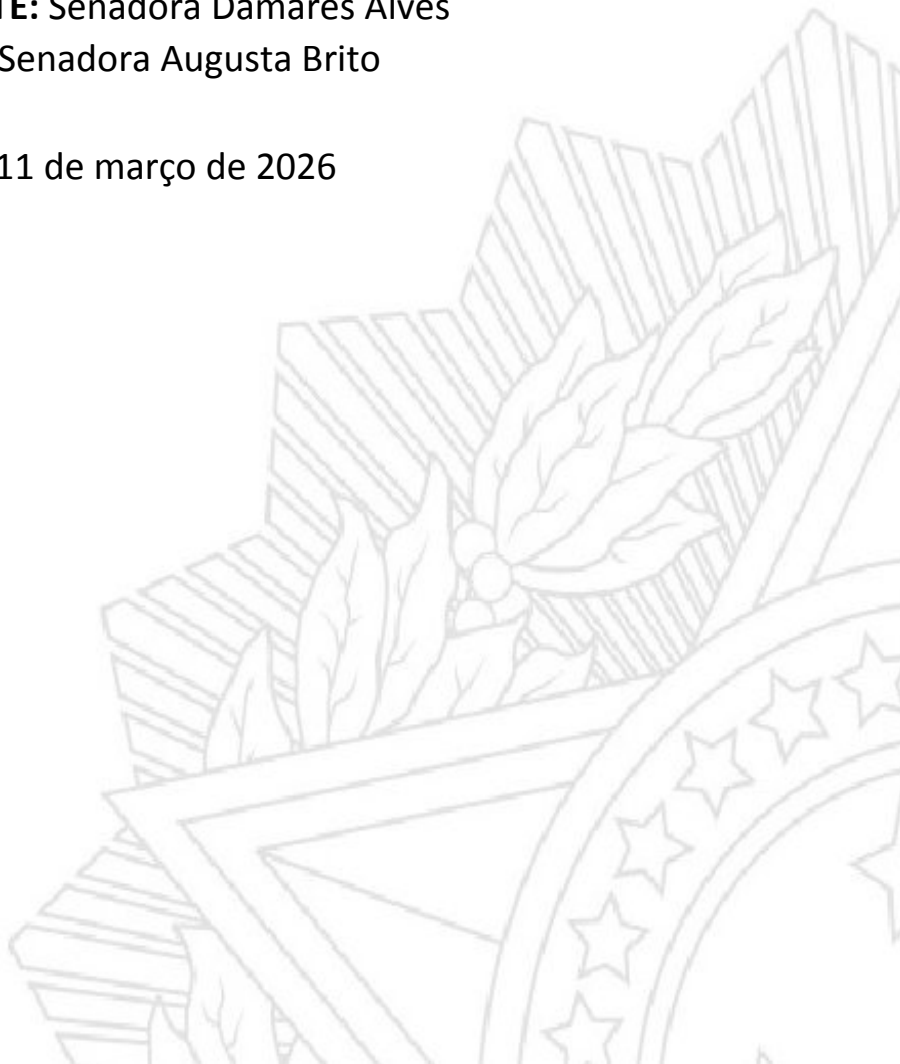 TE: Senadora Damares Alves
Senadora Augusta Brito
11 de março de 2026